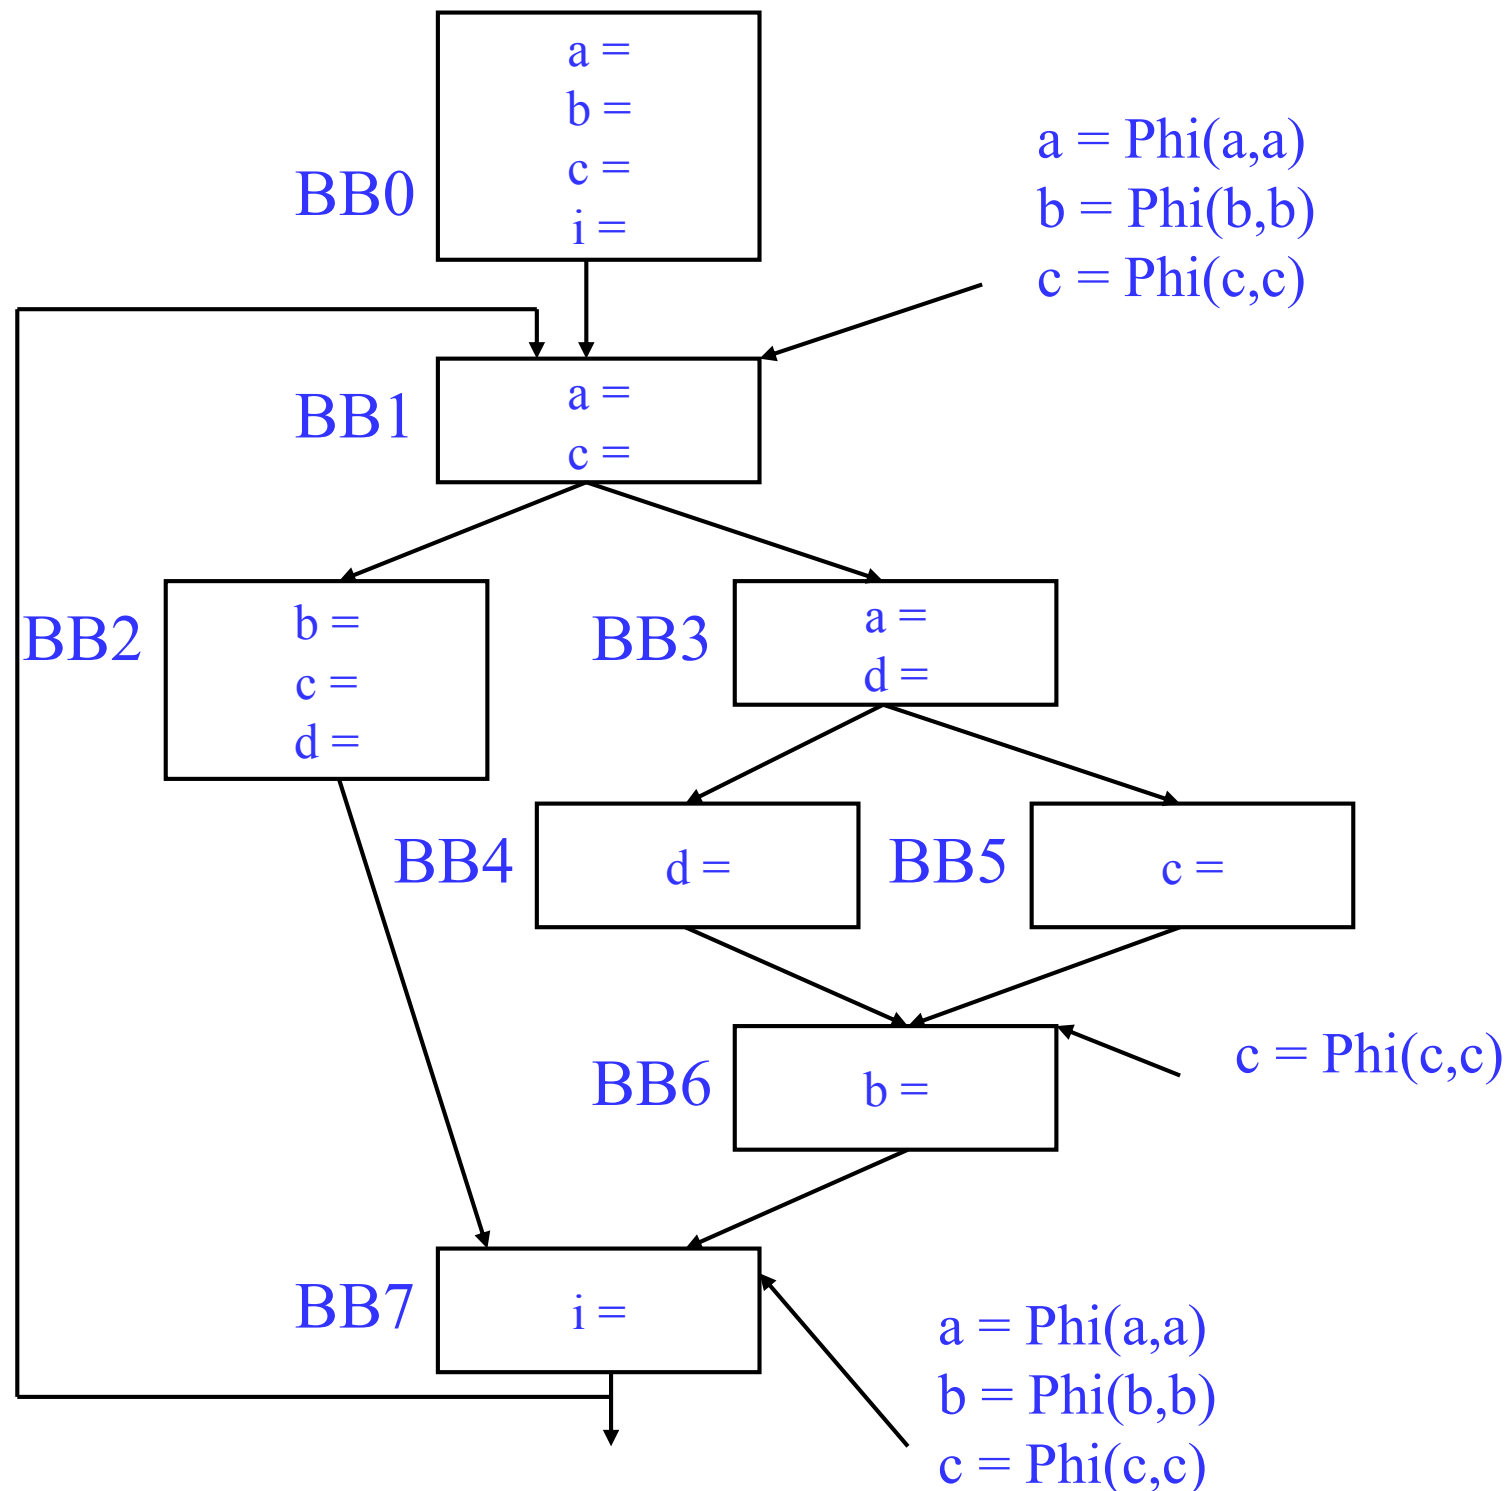 a =
b =
c =
i =
BB0
a = Phi(a,a)
b = Phi(b,b)
c = Phi(c,c)
BB1
a =
c =
BB2
b =
c =
d =
BB3
a =
d =
BB4
d =
BB5
c =
BB6
b =
c = Phi(c,c)
BB7
i =
a = Phi(a,a)
b = Phi(b,b)
c = Phi(c,c)